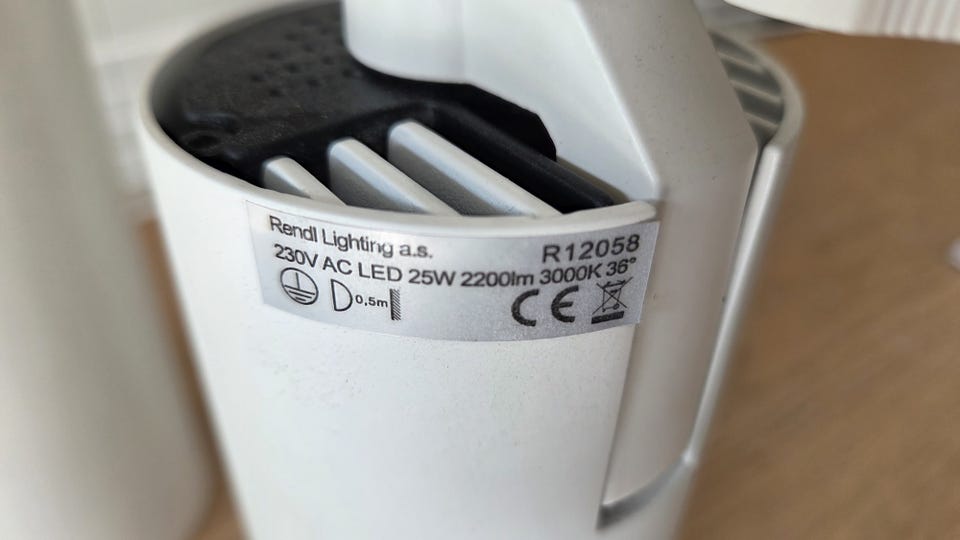 Rendl Lighting a.s. R12058
230V AC LED 25W 2200lm 3000K 36°
0,5m CE